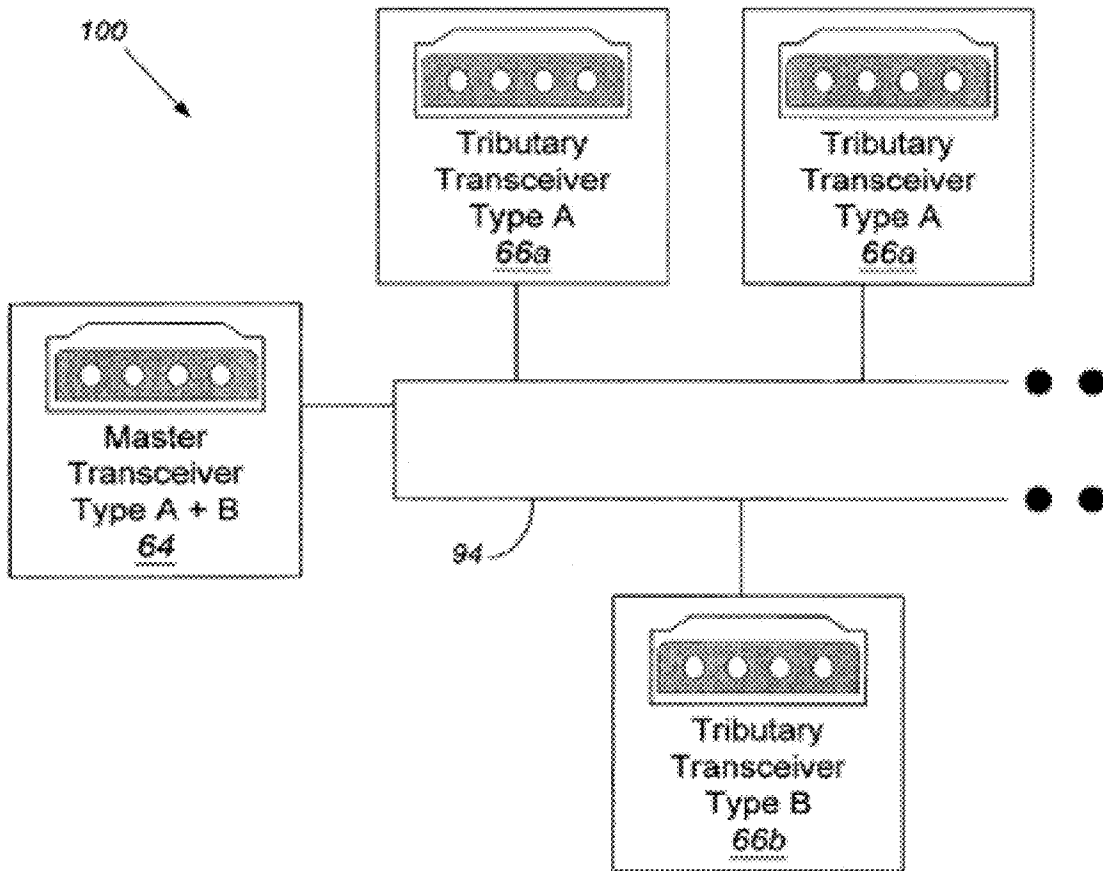 100
Tributary
Transceiver
Type A
66a
Tributary
Transceiver
Type A
66a
Master
Transceiver
Type A + B
64
94
Tributary
Transceiver
Type B
66b